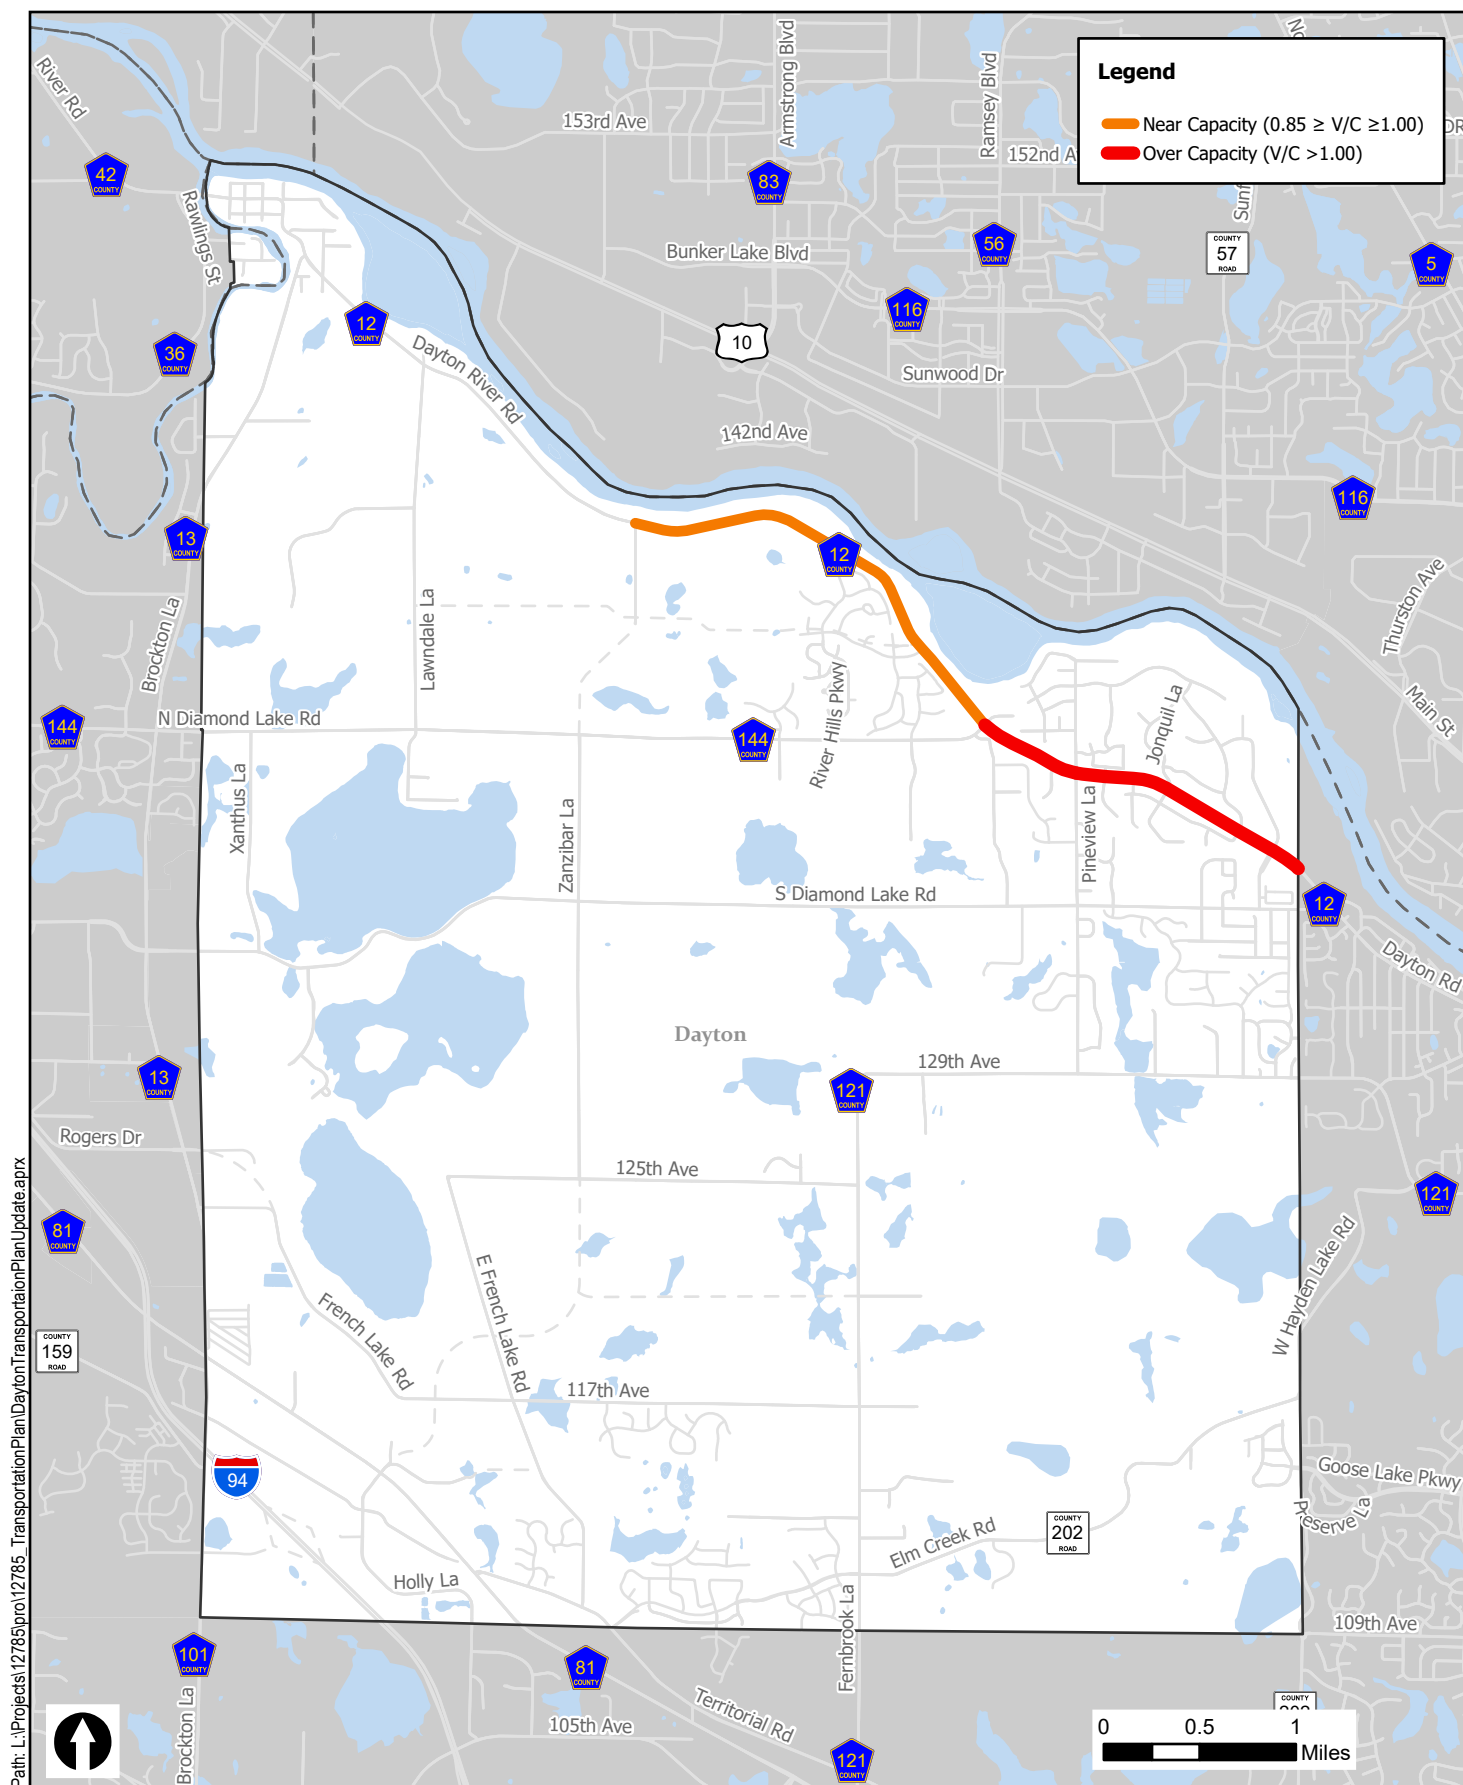 Legend
Near Capacity (0.85 ≥ V/C ≥1.00)
Over Capacity (V/C >1.00)
River Rd
Armstrong Blvd
Ramsey Blvd
No
153rd Ave
152nd A
DR
42
COUNTY
83
COUNTY
Rawlings St
Sunf
Bunker Lake Blvd
56
COUNTY
COUNTY
57
ROAD
5
COUNTY
12
COUNTY
116
COUNTY
10
36
COUNTY
Dayton River Rd
Sunwood Dr
142nd Ave
116
COUNTY
13
COUNTY
12
COUNTY
Thurston Ave
Brockton La
Lawndale La
River Hills Pkwy
Jonquil La
Main St
144
COUNTY
N Diamond Lake Rd
144
COUNTY
Xanthus La
Zanzibar La
Pineview La
S Diamond Lake Rd
12
COUNTY
Dayton Rd
Dayton
129th Ave
13
COUNTY
121
COUNTY
Rogers Dr
125th Ave
121
COUNTY
81
COUNTY
E French Lake Rd
W Hayden Lake Rd
French Lake Rd
COUNTY
159
ROAD
117th Ave
94
Goose Lake Pkwy
Preserve La
COUNTY
202
ROAD
Elm Creek Rd
Holly La
Fernbrook La
109th Ave
101
COUNTY
81
COUNTY
Brockton La
Territorial Rd
105th Ave
COUNTY
121
COUNTY
0 0.5 1
Miles
Path: L:\Projects\12785\pro\12785_TransportationPlan\DaytonTransportaionPlanUpdate.aprx